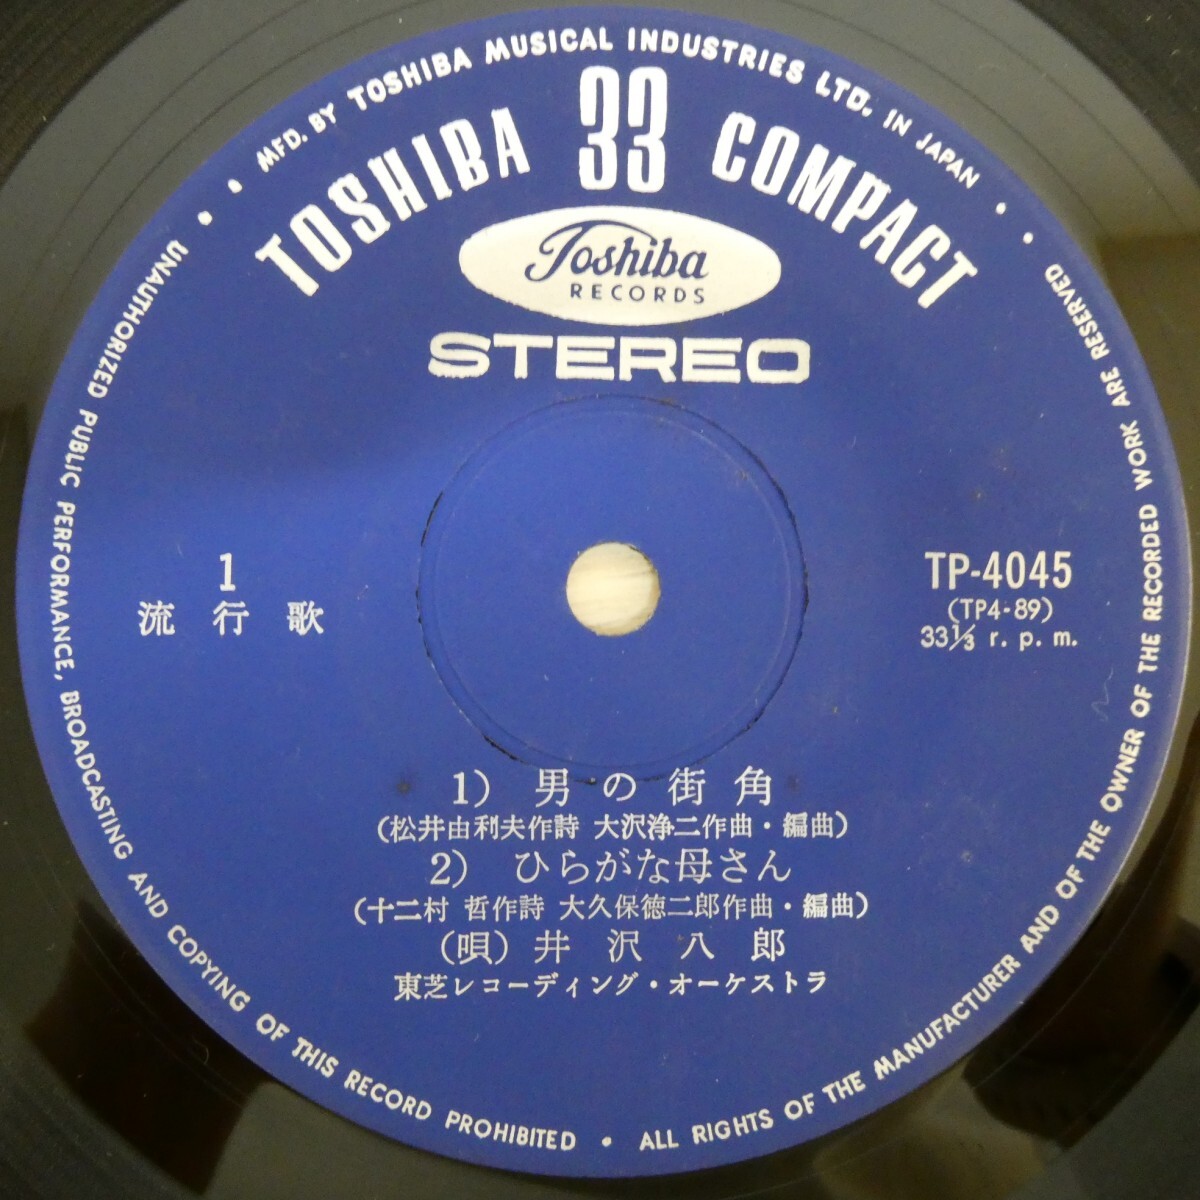 MFD. BY TOSHIBA MUSICAL INDUSTRIES LTD. IN JAPAN
TOSHIBA 33 COMPACT
Toshiba
RECORDS
STEREO
1
流行歌
TP-4045
(TP4-89)
33⅓ r.p.m.
1) 男の街角
(松井由利夫作詩 大沢浄二作曲・編曲)
2) ひらがな母さん
(十二村 哲作詩 大久保徳二郎作曲・編曲)
(唄) 井沢八郎
東芝レコーディング・オーケストラ
UNAUTHORIZED PUBLIC PERFORMANCE, BROADCASTING AND COPYING OF THIS RECORD PROHIBITED • ALL RIGHTS OF THE MANUFACTURER AND OF THE OWNER OF THE RECORDED WORK ARE RESERVED